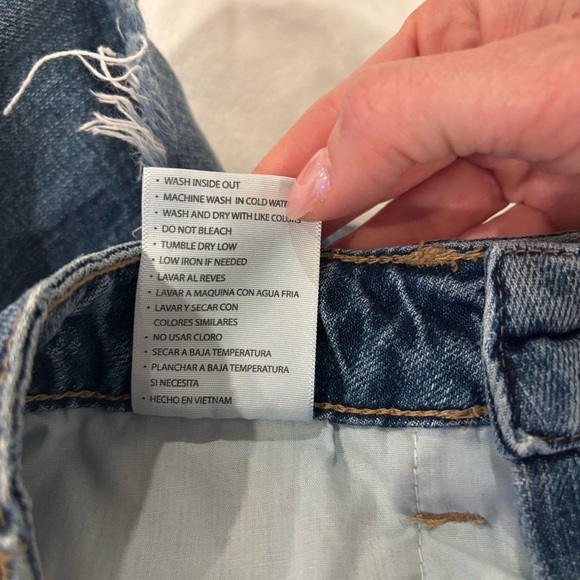 • WASH INSIDE OUT
• MACHINE WASH IN COLD WATER
• WASH AND DRY WITH LIKE COLORS
• DO NOT BLEACH
• TUMBLE DRY LOW
• LOW IRON IF NEEDED
• LAVAR AL REVES
• LAVAR A MAQUINA CON AGUA FRIA
• LAVAR Y SECAR CON
COLORES SIMILARES
• NO USAR CLORO
• SECAR A BAJA TEMPERATURA
• PLANCHAR A BAJA TEMPERATURA
SI NECESITA
• HECHO EN VIETNAM